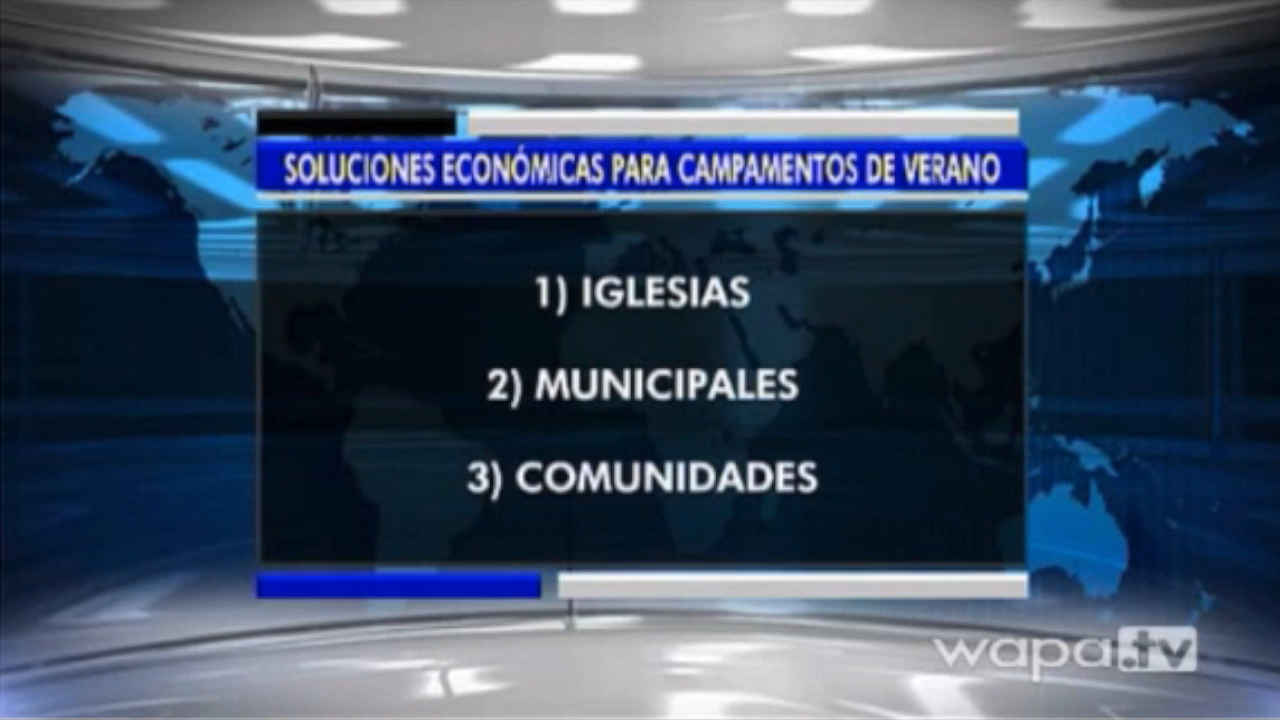 SOLUCIONES ECONÓMICAS PARA CAMPAMENTOS DE VERANO
1) IGLESIAS
2) MUNICIPALES
3) COMUNIDADES
wapa.tv